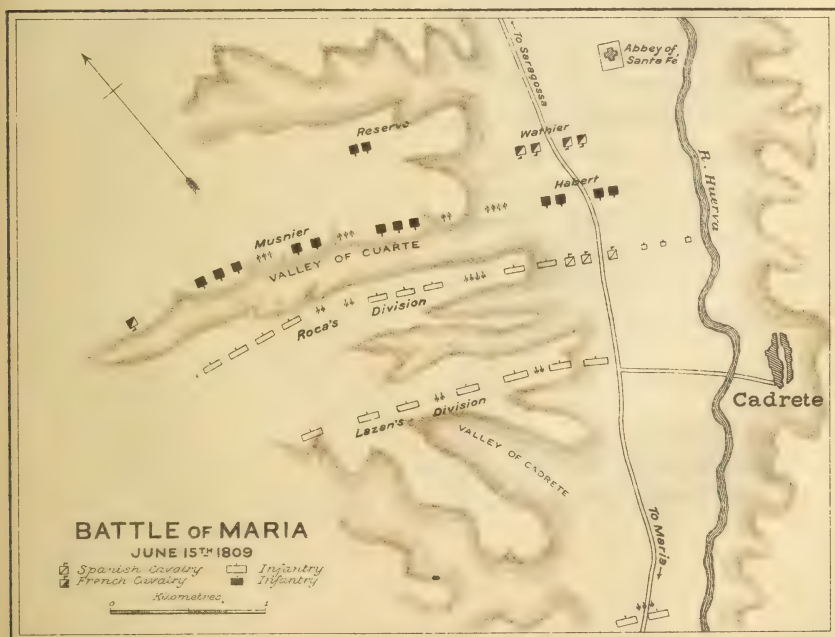 To Saragossa
Abbey of
Santa Fé
Reserve
Wathier
R. Huerva
Habert
Musnier
VALLEY OF CUARTE
Roca's Division
Cadrete
Lazan's Division
VALLEY OF CADRETE
To Maria
BATTLE OF MARIA
JUNE 15TH 1809
Spanish Cavalry Infantry
French Cavalry Infantry
Kilometres
0 1